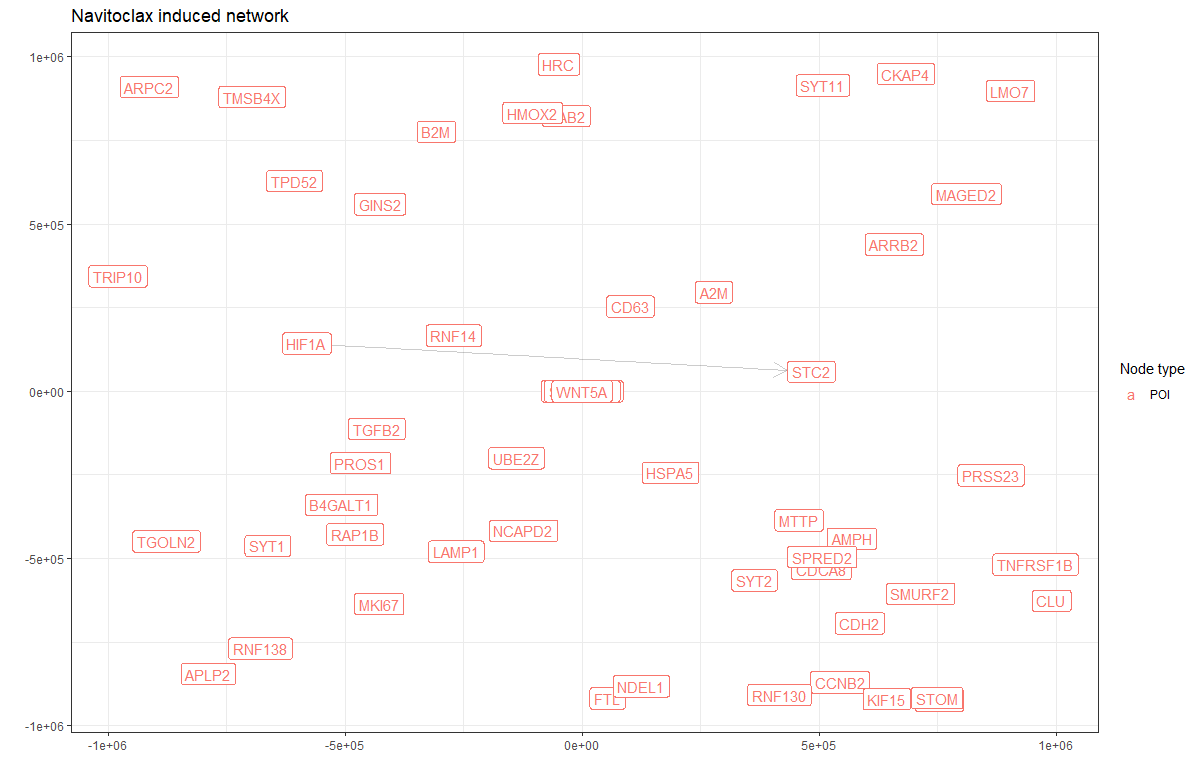 Navitoclax induced network
1e+06
HRC
CKAP4
ARPC2
SYT11
LMO7
TMSB4X
HMOX2
B2M
TPD52
MAGED2
GINS2
5e+05
ARRB2
TRIP10
A2M
CD63
RNF14
HIF1A
STC2
Node type
a POI
0e+00
WNT5A
TGFB2
UBE2Z
PROS1
HSPA5
PRSS23
B4GALT1
MTTP
NCAPD2
RAP1B
AMPH
TGOLN2
SYT1
LAMP1
-5e+05
SPRED2
TNFRSF1B
CDCA8
SYT2
SMURF2
CLU
MKI67
CDH2
RNF138
APLP2
CCNB2
NDEL1
FTL
RNF130
KIF15
STOM
-1e+06
-1e+06
-5e+05
0e+00
5e+05
1e+06